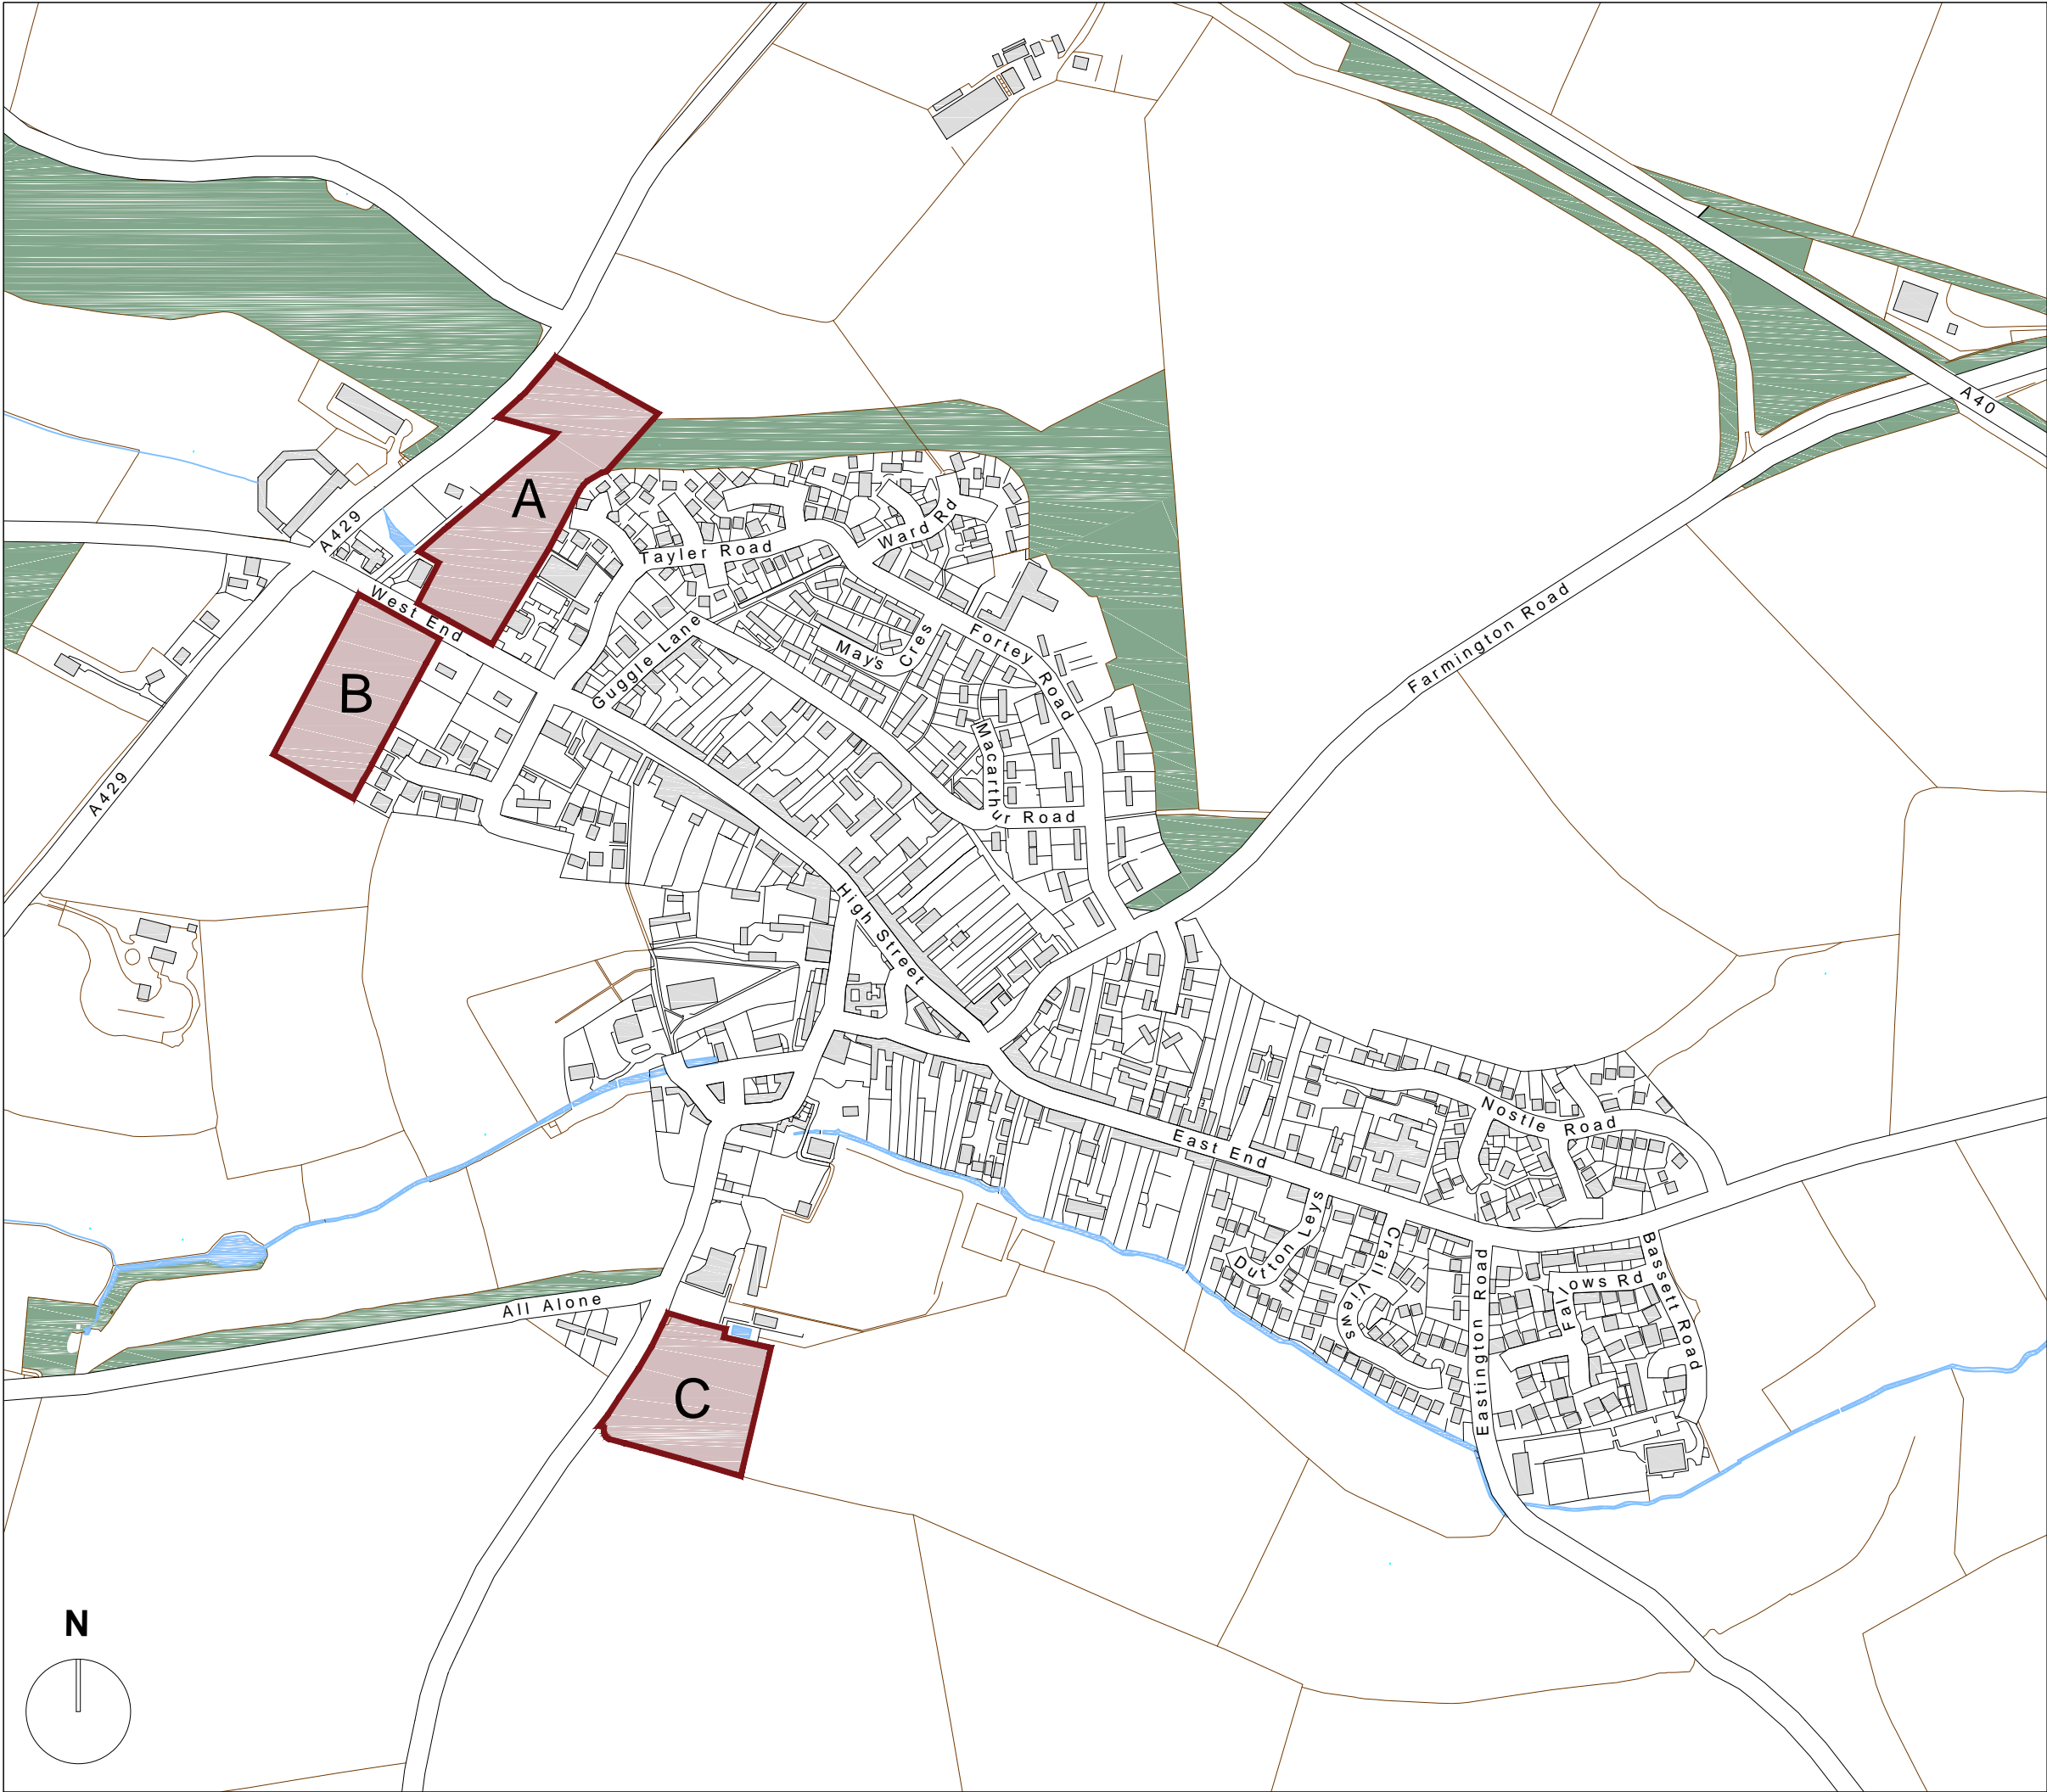 A40
A
A429
Ward Rd
Tayler Road
West End
Farmington Road
Guggle Lane
May's Cres
Fortey Road
B
Macarthur Road
A429
High Street
Nostle Road
East End
Dutton Leys
Crail Views
Eastington Road
Bassett Road
Fallows Rd
All Alone
C
N